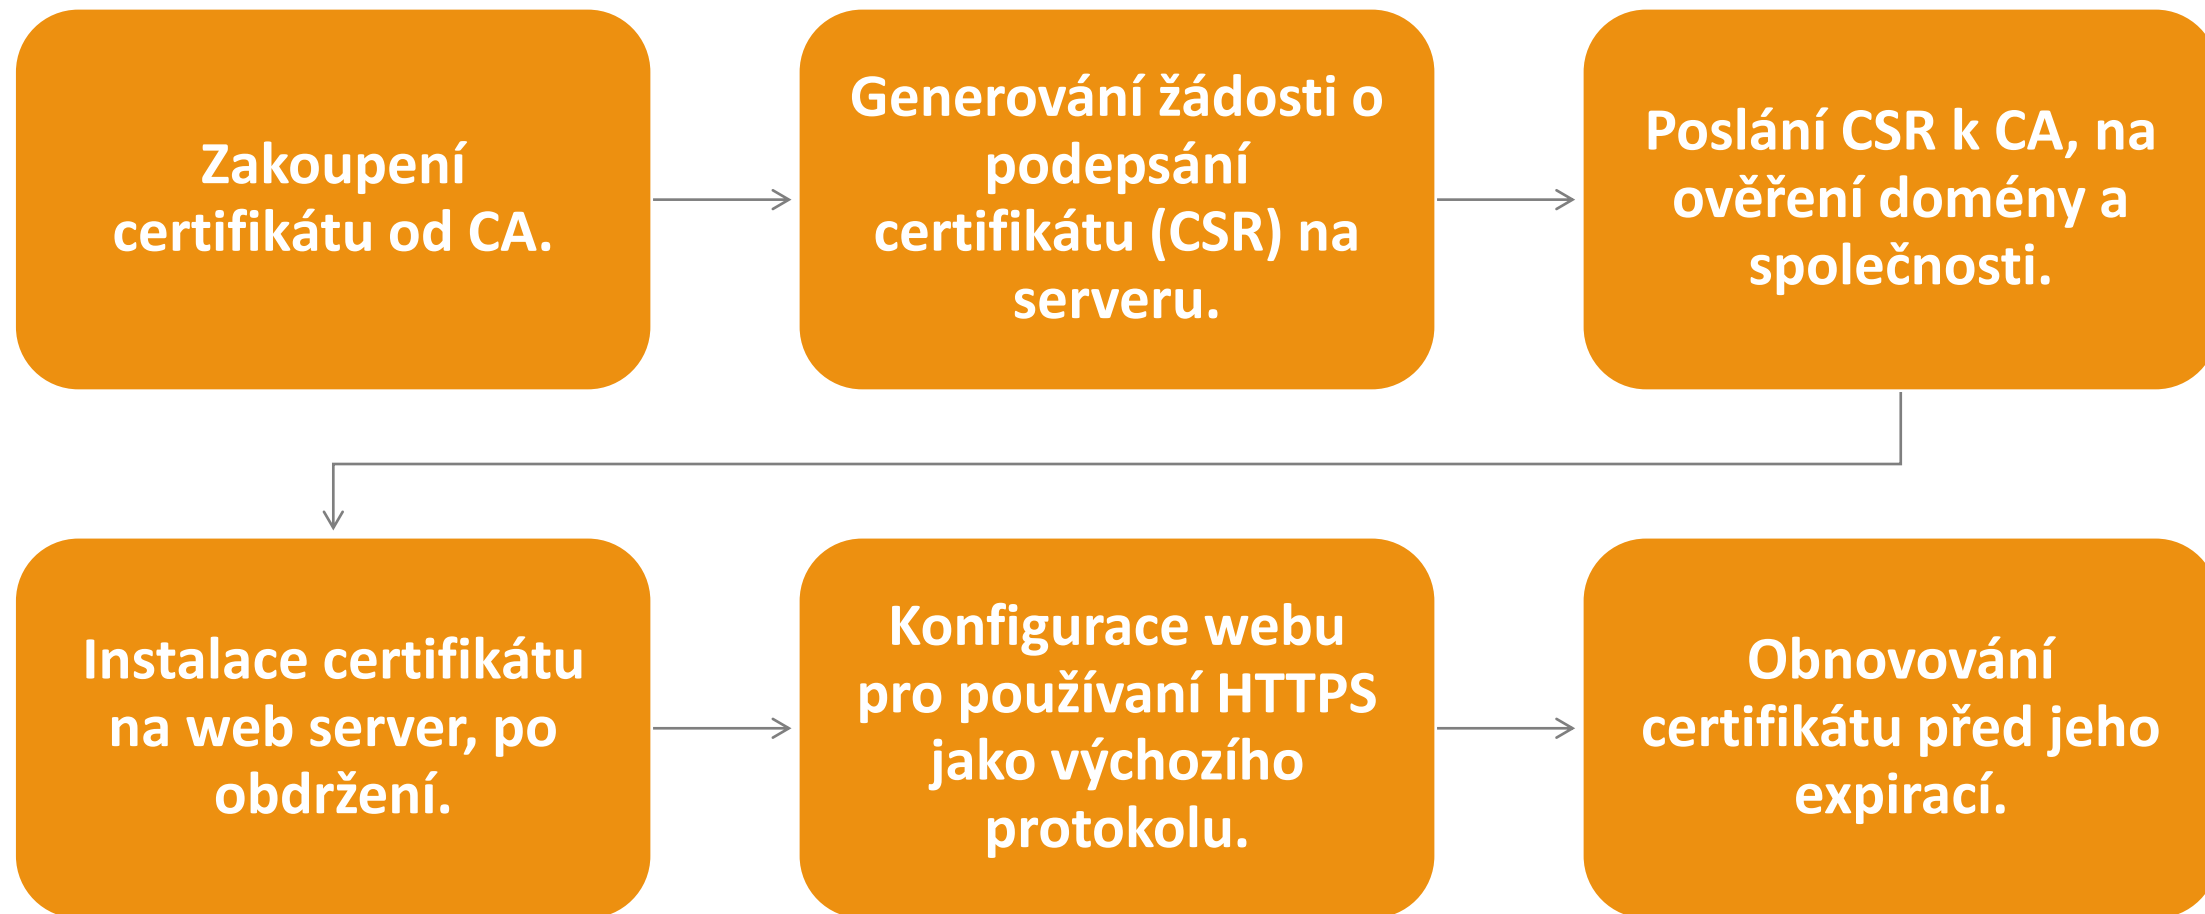 Zakoupení
certifikátu od CA.
Generování žádosti o
podepsání
certifikátu (CSR) na
serveru.
Poslání CSR k CA, na
ověření domény a
společnosti.
Instalace certifikátu
na web server, po
obdržení.
Konfigurace webu
pro používaní HTTPS
jako výchozího
protokolu.
Obnovování
certifikátu před jeho
expirací.